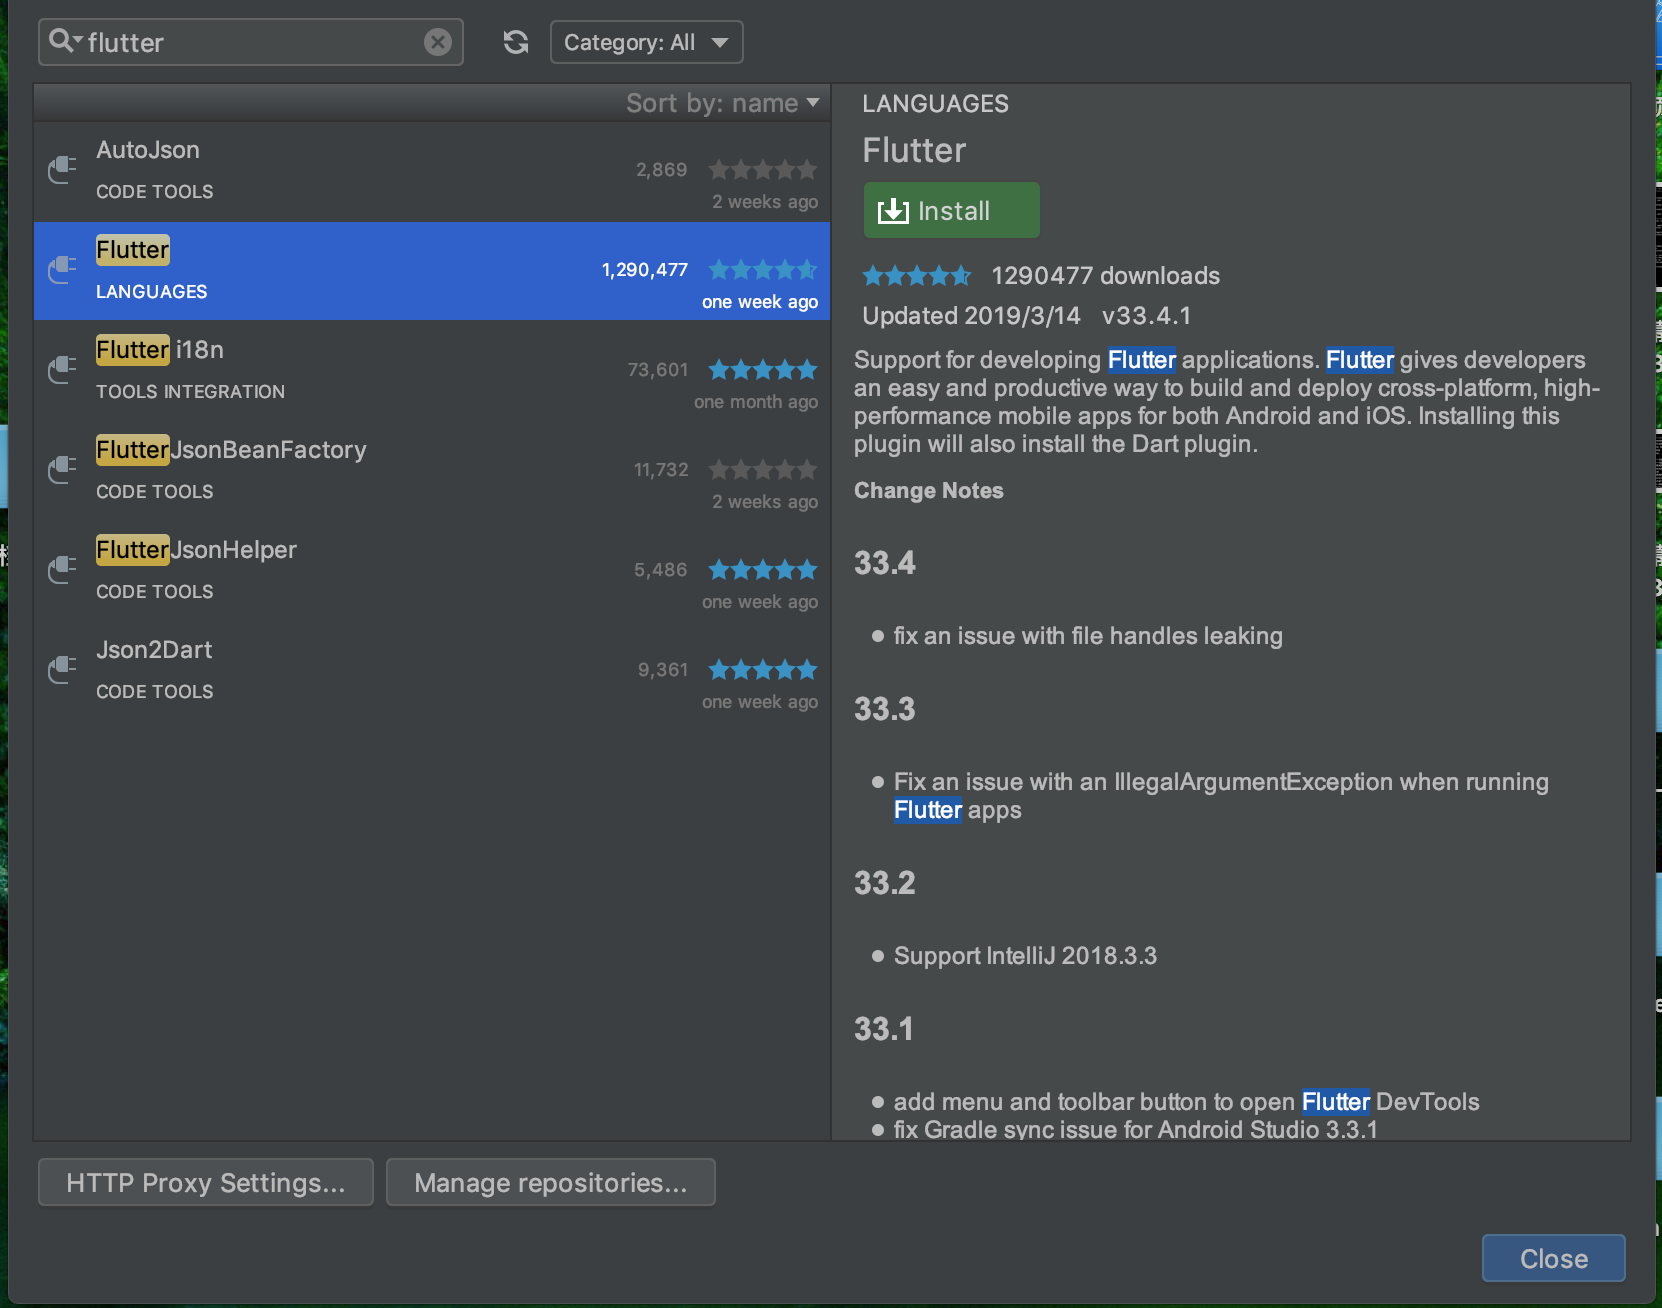 flutter
Category: All
Sort by: name
AutoJson
CODE TOOLS
2,869
2 weeks ago
Flutter
LANGUAGES
1,290,477
one week ago
Flutter i18n
TOOLS INTEGRATION
73,601
one month ago
FlutterJsonBeanFactory
CODE TOOLS
11,732
2 weeks ago
FlutterJsonHelper
CODE TOOLS
5,486
one week ago
Json2Dart
CODE TOOLS
9,361
one week ago
LANGUAGES
Flutter
Install
1290477 downloads
Updated 2019/3/14 v33.4.1
Support for developing Flutter applications. Flutter gives developers
an easy and productive way to build and deploy cross-platform, high-
performance mobile apps for both Android and iOS. Installing this
plugin will also install the Dart plugin.
Change Notes
33.4
• fix an issue with file handles leaking
33.3
• Fix an issue with an IllegalArgumentException when running
Flutter apps
33.2
• Support IntelliJ 2018.3.3
33.1
• add menu and toolbar button to open Flutter DevTools
• fix Gradle sync issue for Android Studio 3.3.1
HTTP Proxy Settings...
Manage repositories...
Close